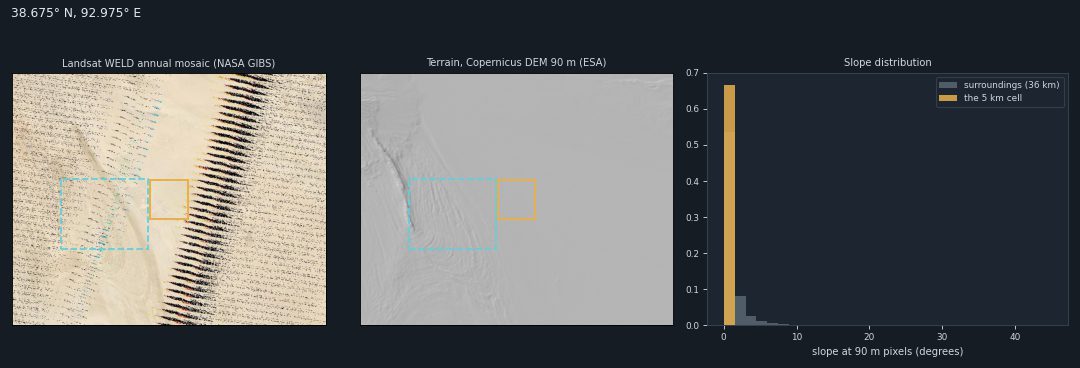 38.675° N, 92.975° E
Landsat WELD annual mosaic (NASA GIBS)
Terrain, Copernicus DEM 90 m (ESA)
Slope distribution
surroundings (36 km)
the 5 km cell
0.7
0.6
0.5
0.4
0.3
0.2
0.1
0.0
0 10 20 30 40
slope at 90 m pixels (degrees)